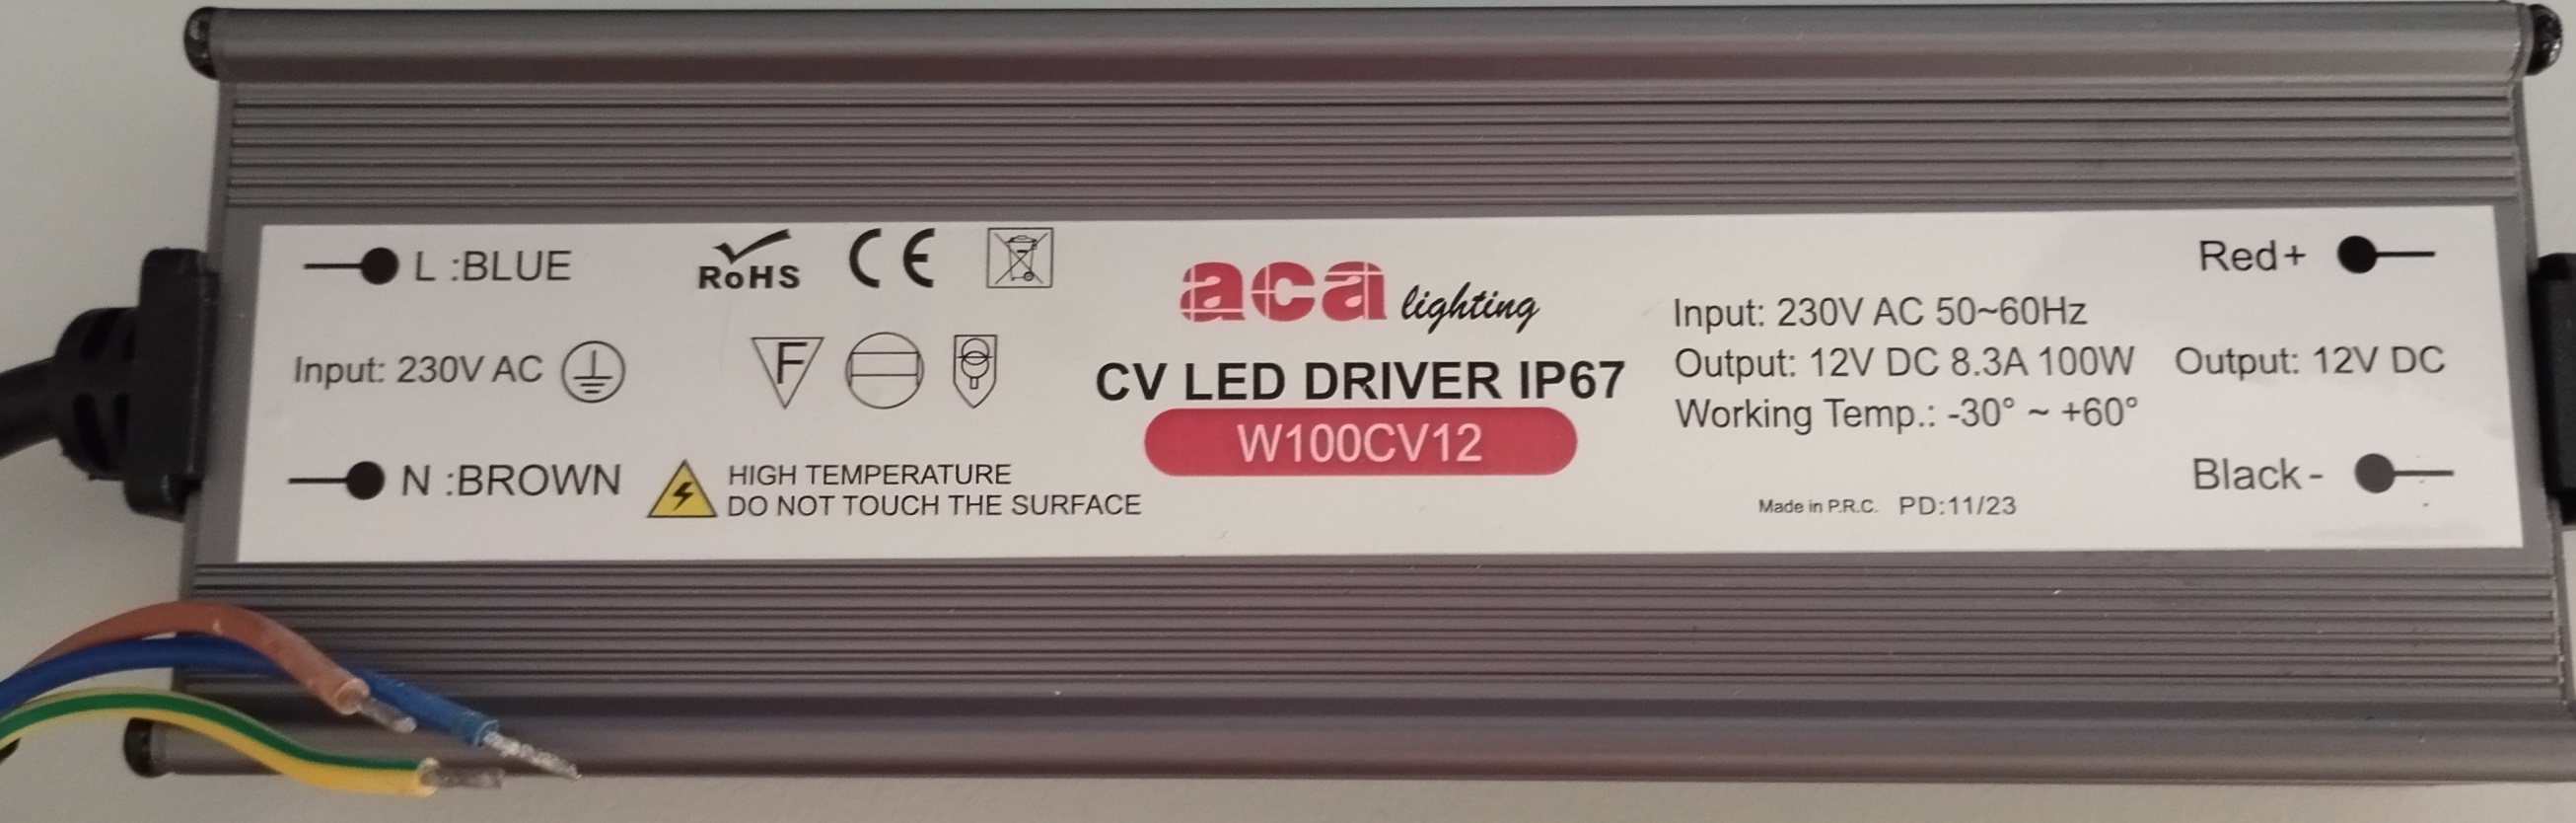 L :BLUE
Input: 230V AC
N :BROWN
RoHS CE
F
HIGH TEMPERATURE
DO NOT TOUCH THE SURFACE
aca lighting
CV LED DRIVER IP67
W100CV12
Input: 230V AC 50~60Hz
Output: 12V DC 8.3A 100W
Working Temp.: -30° ~ +60°
Made in P.R.C. PD:11/23
Red+
Output: 12V DC
Black-